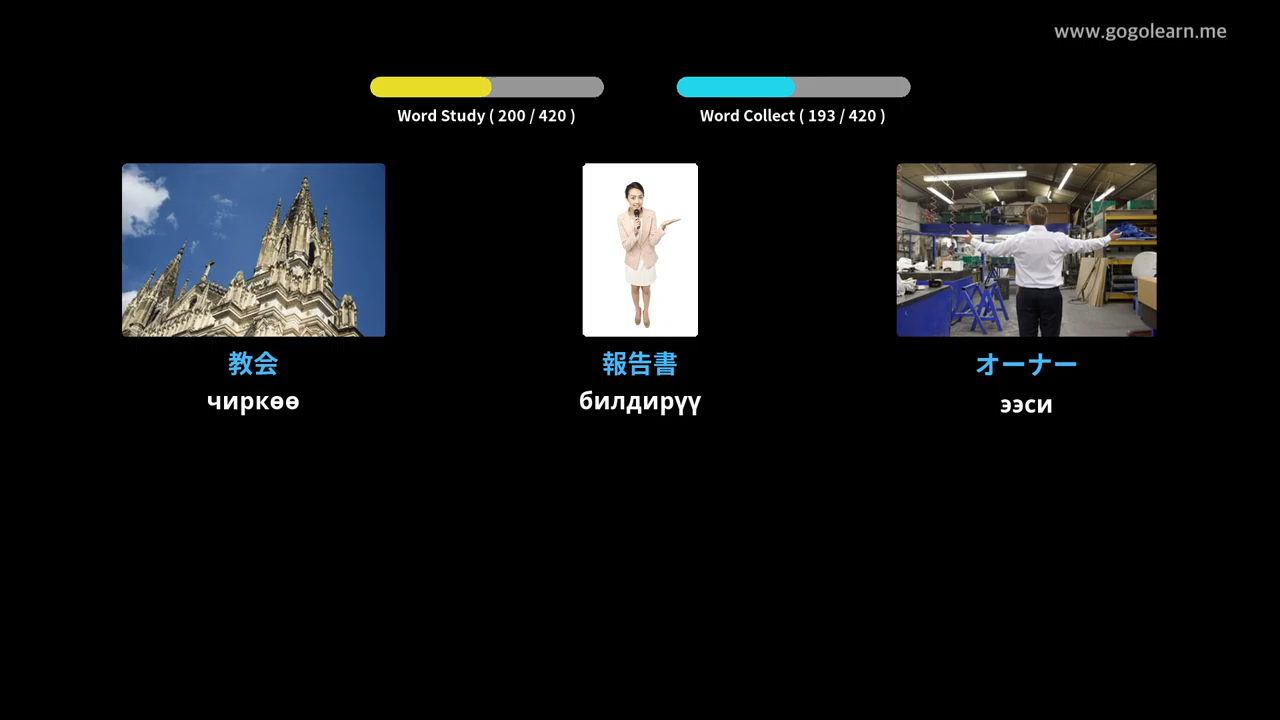 www.gogolearn.me
Word Study ( 200 / 420 )
Word Collect ( 193 / 420 )
教会
報告書
オーナー
чиркөө
билдирүү
ээси